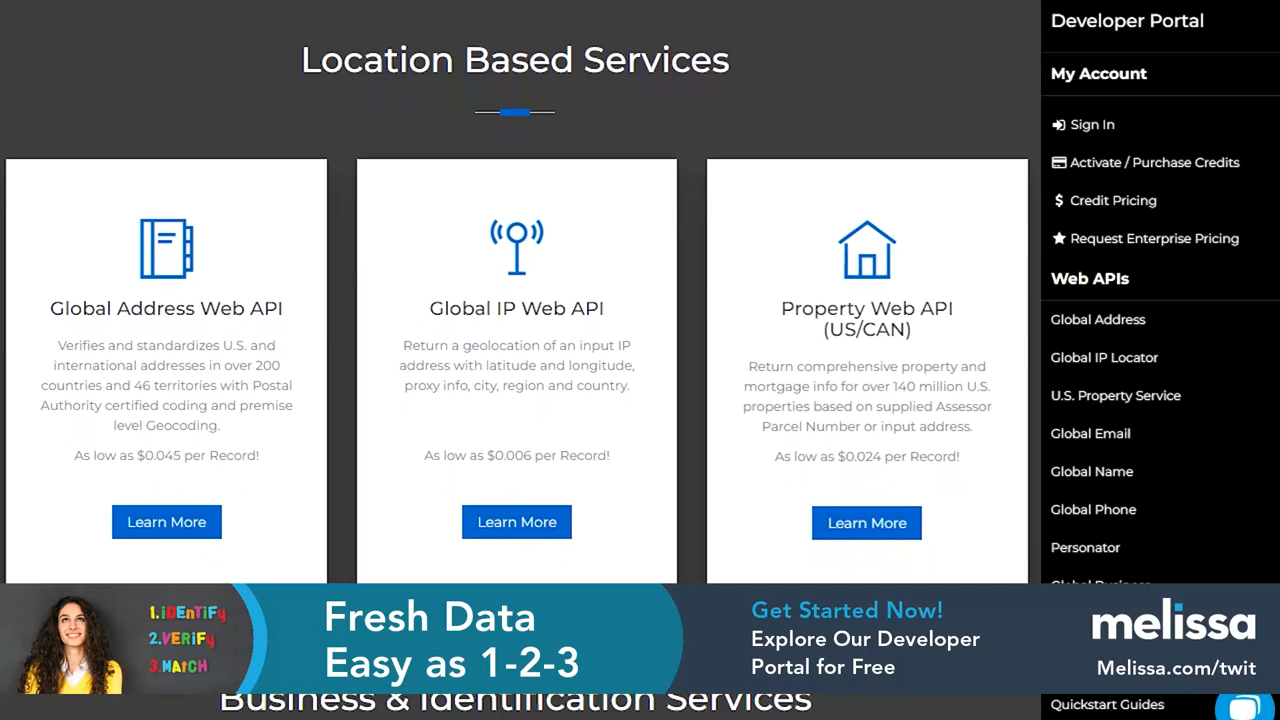 Location Based Services
Global Address Web API
Verifies and standardizes U.S. and
international addresses in over 200
countries and 46 territories with Postal
Authority certified coding and premise
level Geocoding.
As low as $0.045 per Record!
Learn More
Global IP Web API
Return a geolocation of an input IP
address with latitude and longitude,
proxy info, city, region and country.
As low as $0.006 per Record!
Learn More
Property Web API
(US/CAN)
Return comprehensive property and
mortgage info for over 140 million U.S.
properties based on supplied Assessor
Parcel Number or input address.
As low as $0.024 per Record!
Learn More
Developer Portal
My Account
Sign In
Activate / Purchase Credits
Credit Pricing
Request Enterprise Pricing
Web APIs
Global Address
Global IP Locator
U.S. Property Service
Global Email
Global Name
Global Phone
Personator
Global Business
1.iDEnTiFy
2.VERiFy
3.MAtCH
Fresh Data
Easy as 1-2-3
Get Started Now!
Explore Our Developer
Portal for Free
melissa
Melissa.com/twit
Business & Identification Services
Quickstart Guides